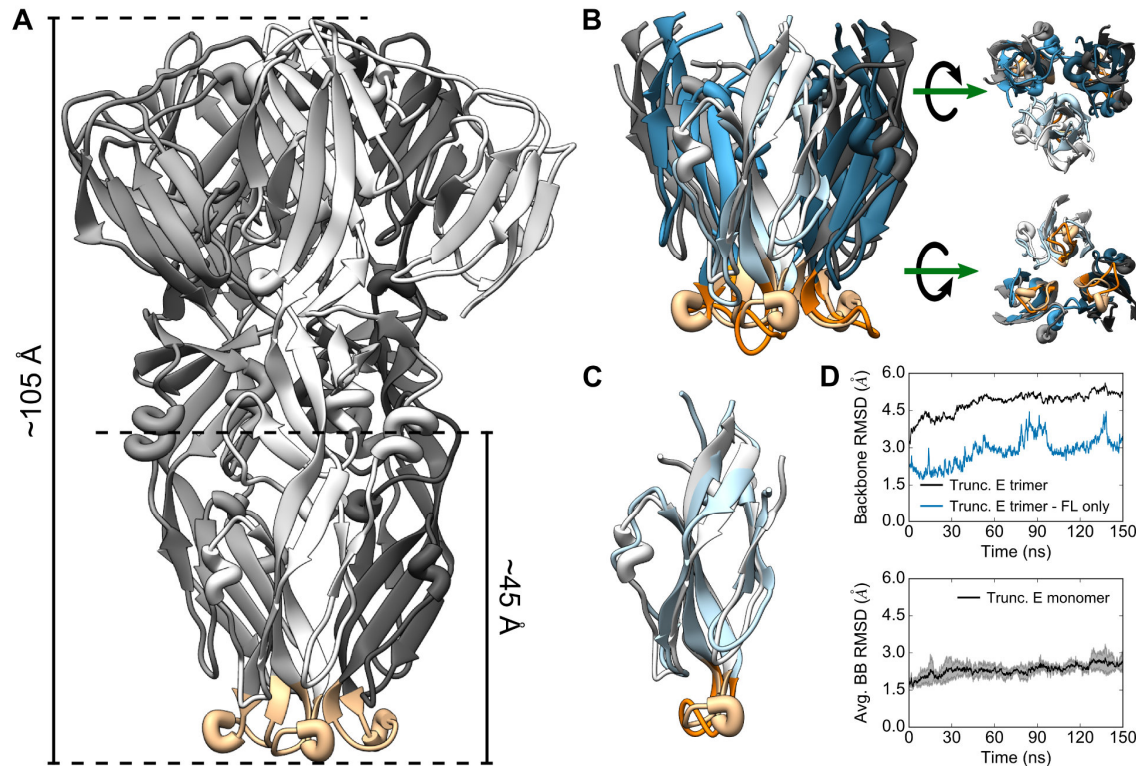 A
~105 Å
~45 Å
B
C
D
6.0
4.5
3.0
1.5
0.0
Backbone RMSD (Å)
Trunc. E trimer
Trunc. E trimer - FL only
0 30 60 90 120 150
Time (ns)
6.0
4.5
3.0
1.5
0.0
Avg. BB RMSD (Å)
Trunc. E monomer
0 30 60 90 120 150
Time (ns)